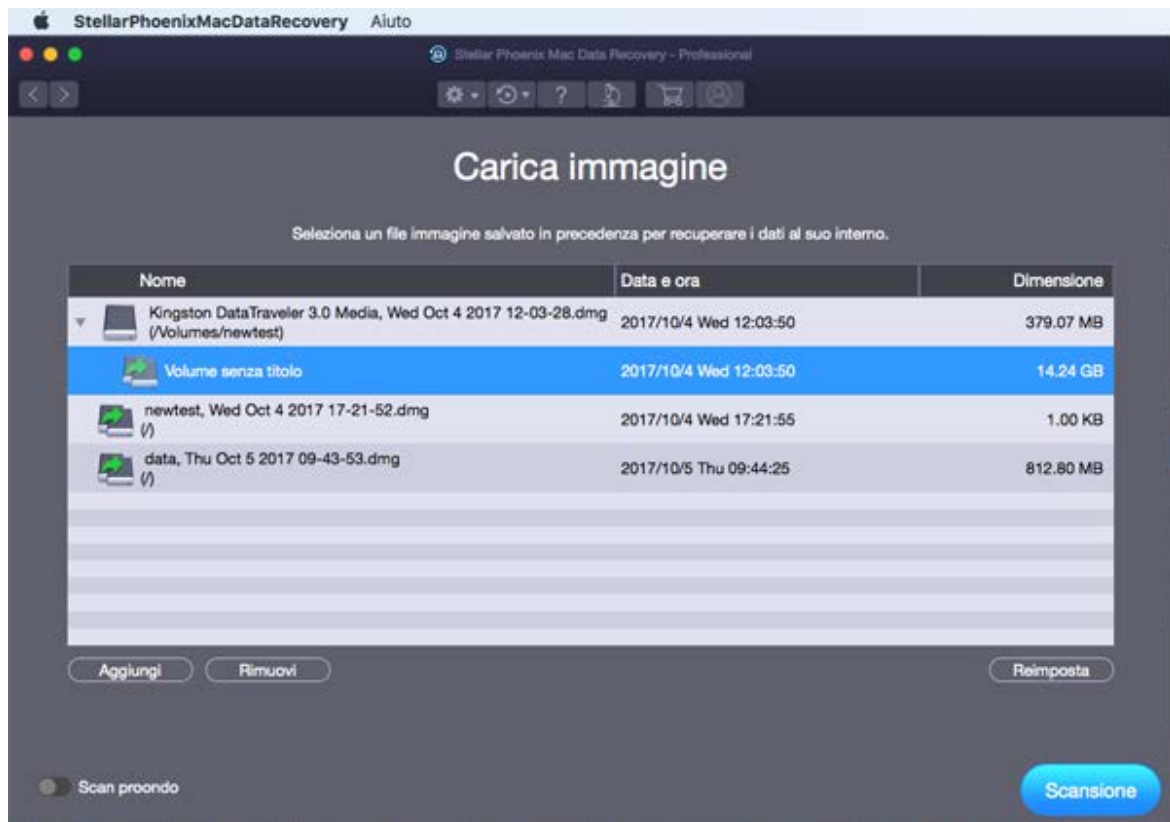 StellarPhoenixMacDataRecovery Aiuto
Stellar Phoenix Mac Data Recovery - Professional
?
Carica immagine
Seleziona un file immagine salvato in precedenza per recuperare i dati al suo interno.
Nome Data e ora Dimensione
Kingston DataTraveler 3.0 Media, Wed Oct 4 2017 12-03-28.dmg
(/Volumes/newtest) 2017/10/4 Wed 12:03:50 379.07 MB
Volume senza titolo 2017/10/4 Wed 12:03:50 14.24 GB
newtest, Wed Oct 4 2017 17-21-52.dmg
(/) 2017/10/4 Wed 17:21:55 1.00 KB
data, Thu Oct 5 2017 09-43-53.dmg
(/) 2017/10/5 Thu 09:44:25 812.80 MB
Aggiungi Rimuovi Reimposta
Scan proondo Scansione